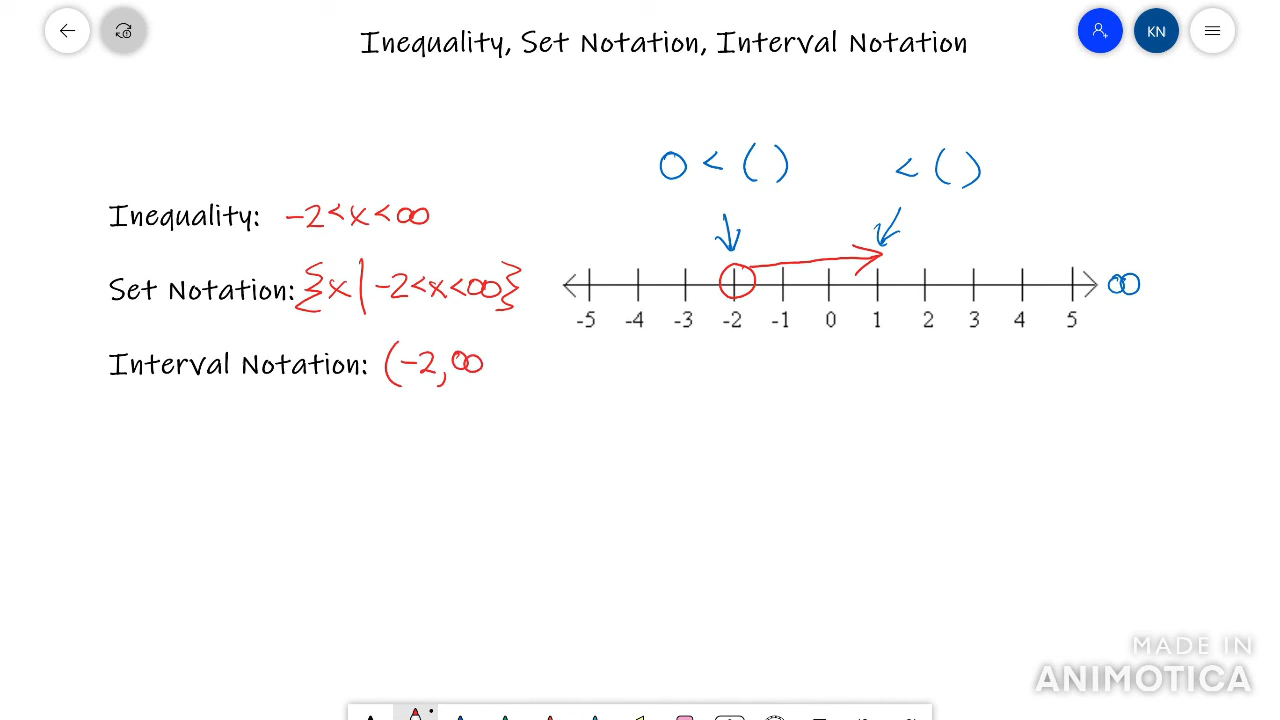 Inequality, Set Notation, Interval Notation
KN
O < ( ) < ( )
Inequality: -2<x<∞
Set Notation: {x | -2<x<∞}
∞
-5 -4 -3 -2 -1 0 1 2 3 4 5
Interval Notation: (-2, ∞
MADE IN
ANIMOTICA